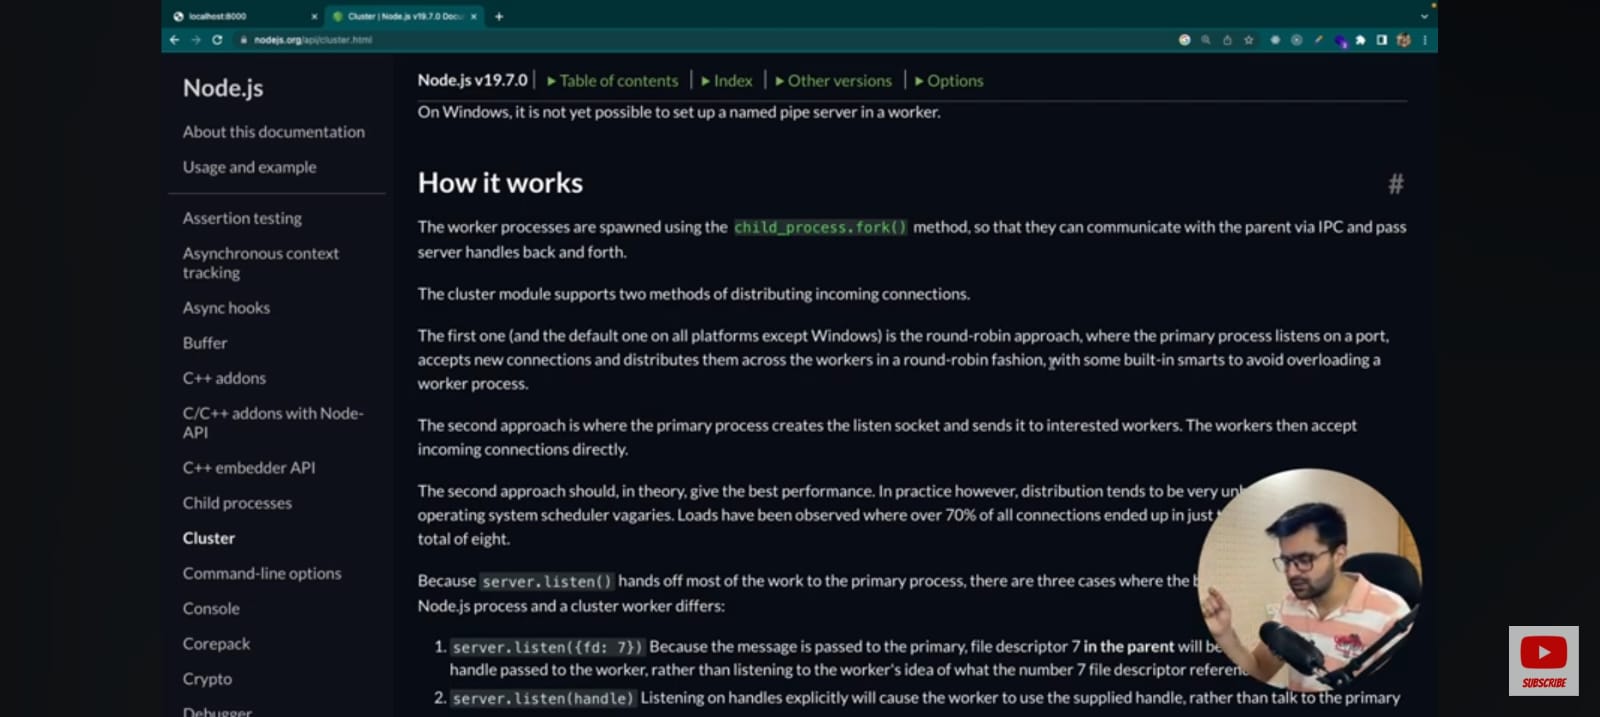 localhost:8000
Cluster | Node.js v19.7.0 Docu
nodejs.org/api/cluster.html
Node.js
About this documentation
Usage and example
Assertion testing
Asynchronous context
tracking
Async hooks
Buffer
C++ addons
C/C++ addons with Node-
API
C++ embedder API
Child processes
Cluster
Command-line options
Console
Corepack
Crypto
Debugger
Node.js v19.7.0 | ▶ Table of contents | ▶ Index | ▶ Other versions | ▶ Options
On Windows, it is not yet possible to set up a named pipe server in a worker.
How it works #
The worker processes are spawned using the child_process.fork() method, so that they can communicate with the parent via IPC and pass
server handles back and forth.
The cluster module supports two methods of distributing incoming connections.
The first one (and the default one on all platforms except Windows) is the round-robin approach, where the primary process listens on a port,
accepts new connections and distributes them across the workers in a round-robin fashion, with some built-in smarts to avoid overloading a
worker process.
The second approach is where the primary process creates the listen socket and sends it to interested workers. The workers then accept
incoming connections directly.
The second approach should, in theory, give the best performance. In practice however, distribution tends to be very
operating system scheduler vagaries. Loads have been observed where over 70% of all connections ended up in just
total of eight.
Because server.listen() hands off most of the work to the primary process, there are three cases where the
Node.js process and a cluster worker differs:
1. server.listen({fd: 7}) Because the message is passed to the primary, file descriptor 7 in the parent will
handle passed to the worker, rather than listening to the worker's idea of what the number 7 file descriptor
2. server.listen(handle) Listening on handles explicitly will cause the worker to use the supplied handle, rather than talk to the primary
SUBSCRIBE